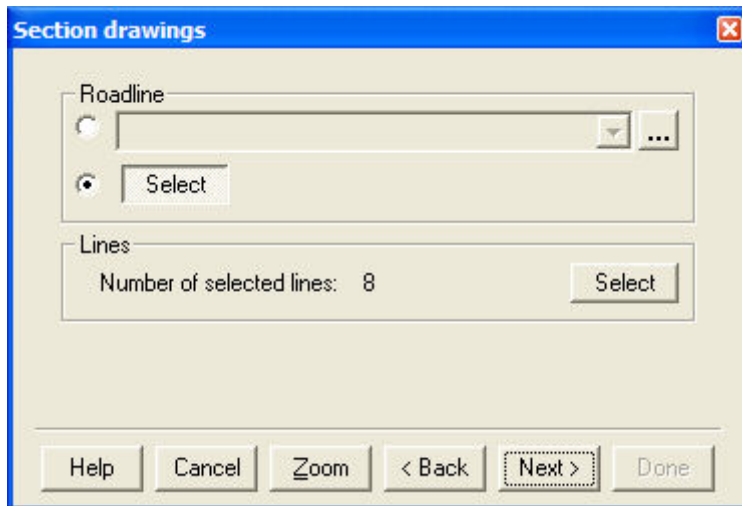 Section drawings
Roadline
...
Select
Lines
Number of selected lines: 8 Select
Help Cancel Zoom < Back Next > Done